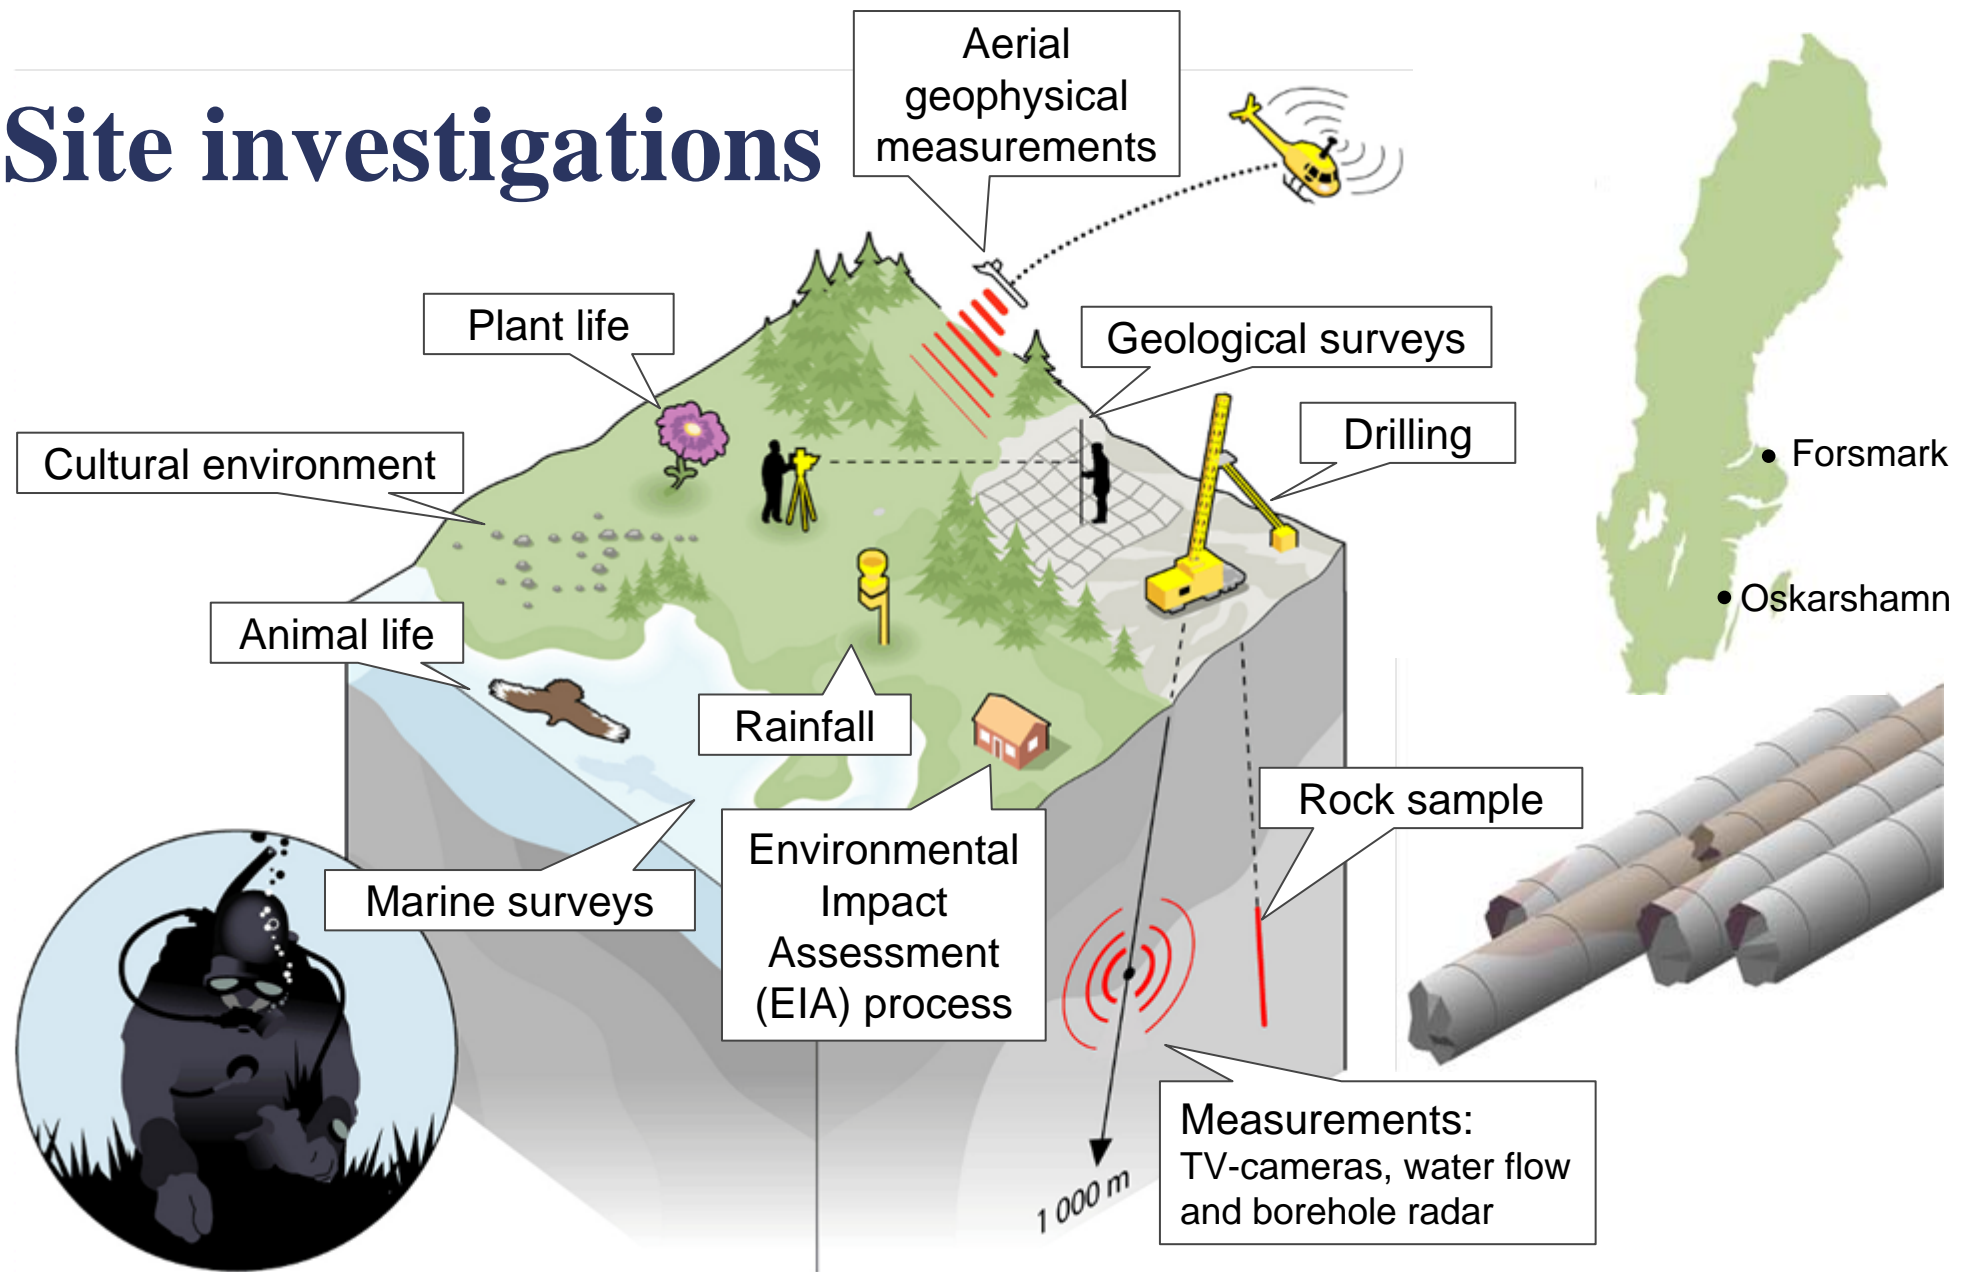 Site investigations
Aerial
geophysical
measurements
Plant life
Geological surveys
Cultural environment
Drilling
Forsmark
Oskarshamn
Animal life
Rainfall
Rock sample
Marine surveys
Environmental
Impact
Assessment
(EIA) process
Measurements:
TV-cameras, water flow
and borehole radar
1 000 m